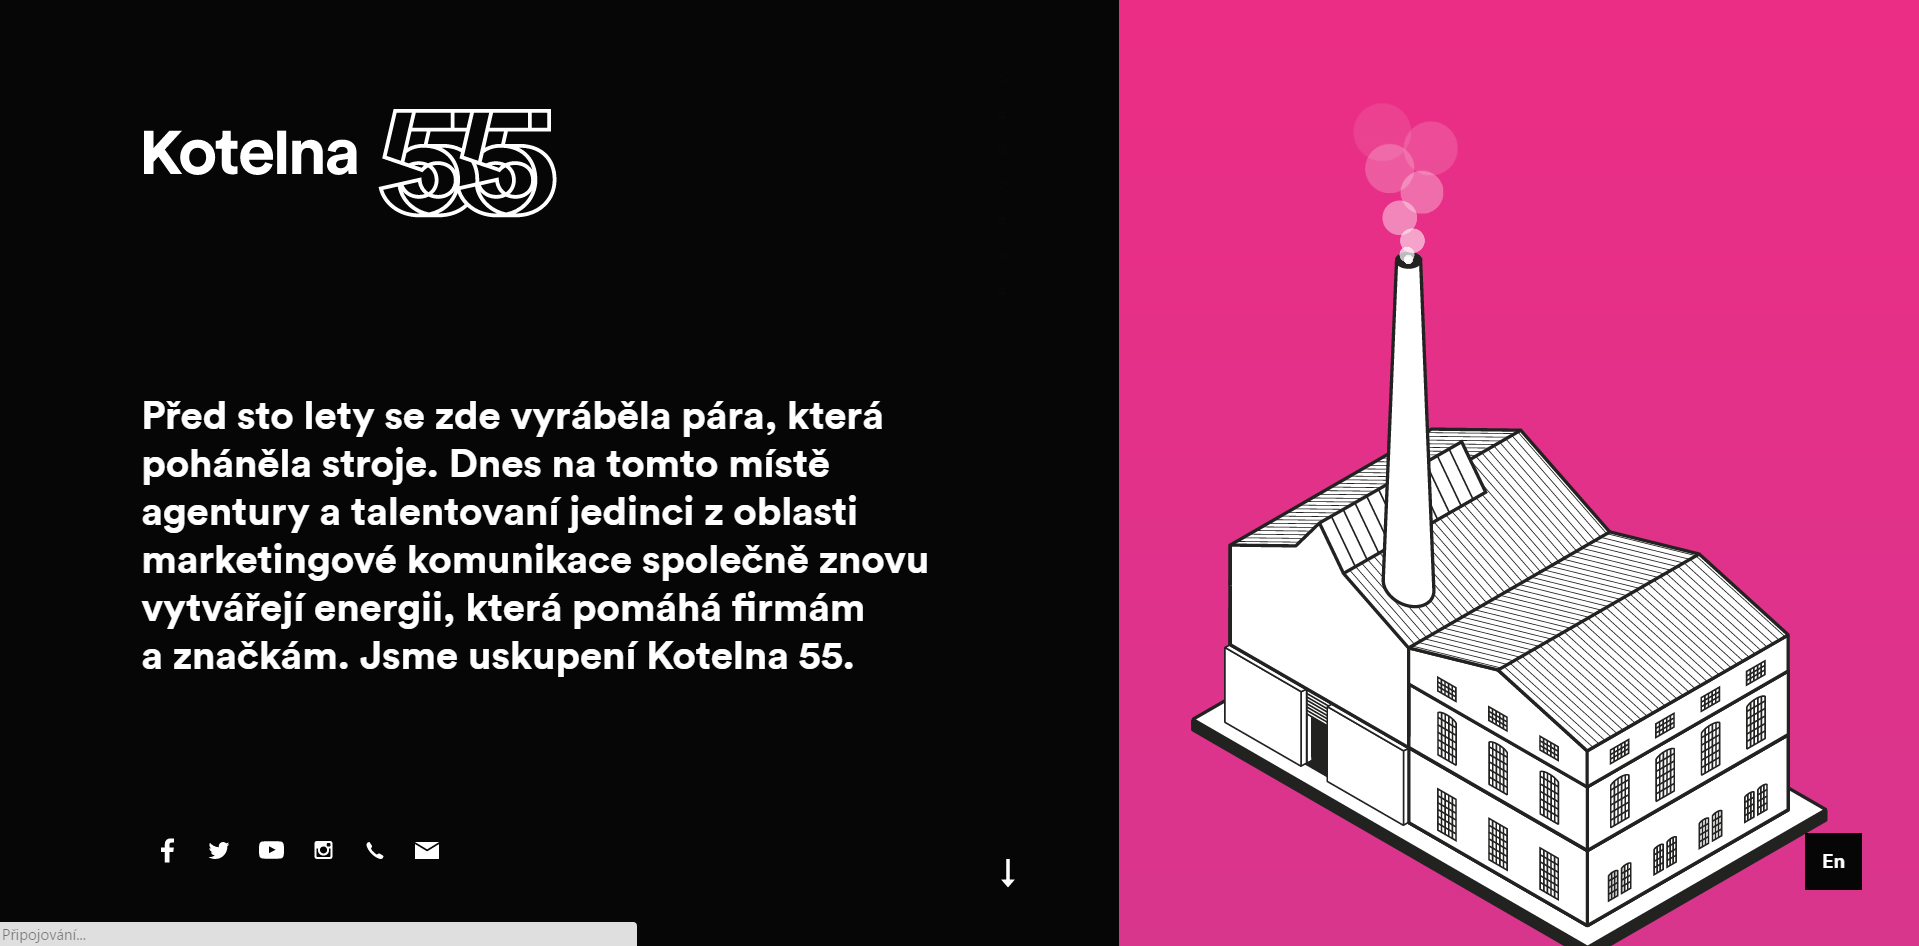 Kotelna 55
Před sto lety se zde vyráběla pára, která
poháněla stroje. Dnes na tomto místě
agentury a talentovaní jedinci z oblasti
marketingové komunikace společně znovu
vytvářejí energii, která pomáhá firmám
a značkám. Jsme uskupení Kotelna 55.
En
Připojování...